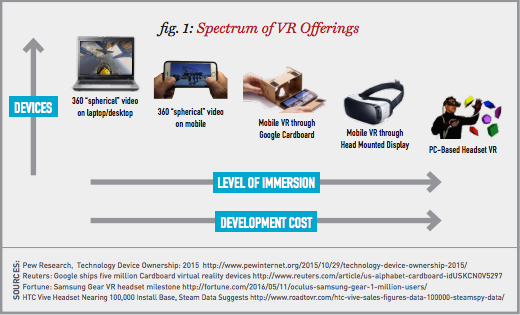 fig. 1: Spectrum of VR Offerings
DEVICES
360 “spherical” video
on laptop/desktop
360 “spherical” video
on mobile
Mobile VR through
Google Cardboard
Mobile VR through
Head Mounted Display
PC-Based Headset VR
LEVEL OF IMMERSION
DEVELOPMENT COST
SOURCES:
Pew Research, Technology Device Ownership: 2015 http://www.pewinternet.org/2015/10/29/technology-device-ownership-2015/
Reuters: Google ships five million Cardboard virtual reality devices http://www.reuters.com/article/us-alphabet-cardboard-idUSKCN0V5297
Fortune: Samsung Gear VR headset milestone http://fortune.com/2016/05/11/oculus-samsung-gear-1-million-users/
HTC Vive Headset Nearing 100,000 Install Base, Steam Data Suggests http://www.roadtovr.com/htc-vive-sales-figures-data-100000-steamspy-data/